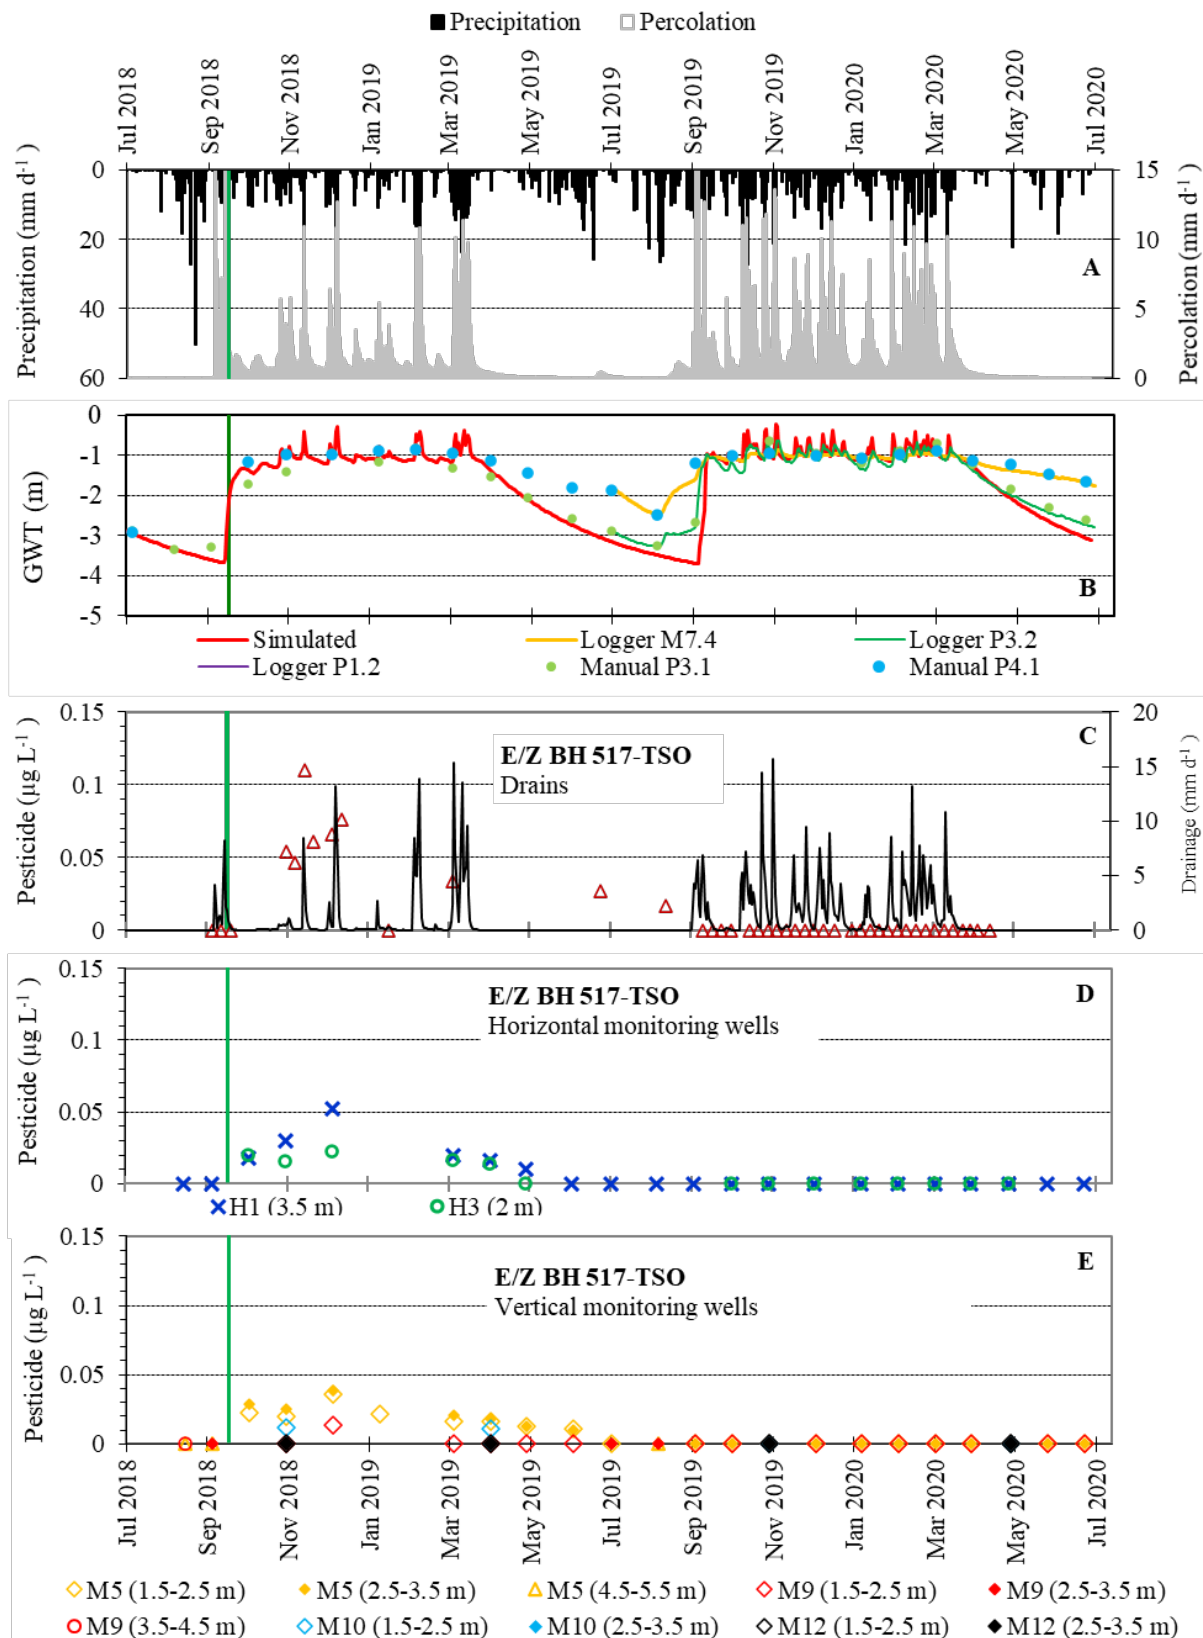 Precipitation Percolation
Jul 2018 Sep 2018 Nov 2018 Jan 2019 Mar 2019 May 2019 Jul 2019 Sep 2019 Nov 2019 Jan 2020 Mar 2020 May 2020 Jul 2020
Precipitation (mm d-1)
0
20
40
60
A
15
10
5
0
Percolation (mm d-1)
GWT (m)
0
-1
-2
-3
-4
-5
B
Simulated Logger M7.4 Logger P3.2
Logger P1.2 Manual P3.1 Manual P4.1
Pesticide (µg L-1)
0.15
0.1
0.05
0
E/Z BH 517-TSO
Drains
C
20
15
10
5
0
Drainage (mm d-1)
Pesticide (µg L-1)
0.15
0.1
0.05
0
E/Z BH 517-TSO
Horizontal monitoring wells
D
H1 (3.5 m) H3 (2 m)
Pesticide (µg L-1)
0.15
0.1
0.05
0
E/Z BH 517-TSO
Vertical monitoring wells
E
Jul 2018 Sep 2018 Nov 2018 Jan 2019 Mar 2019 May 2019 Jul 2019 Sep 2019 Nov 2019 Jan 2020 Mar 2020 May 2020 Jul 2020
M5 (1.5-2.5 m) M5 (2.5-3.5 m) M5 (4.5-5.5 m) M9 (1.5-2.5 m) M9 (2.5-3.5 m)
M9 (3.5-4.5 m) M10 (1.5-2.5 m) M10 (2.5-3.5 m) M12 (1.5-2.5 m) M12 (2.5-3.5 m)